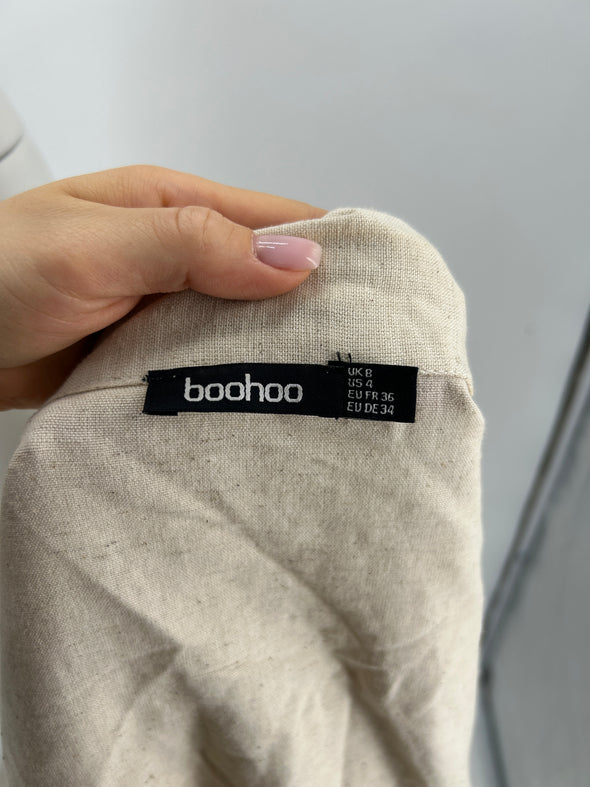 boohoo
UK 8
US 4
EU FR 36
EU DE 34